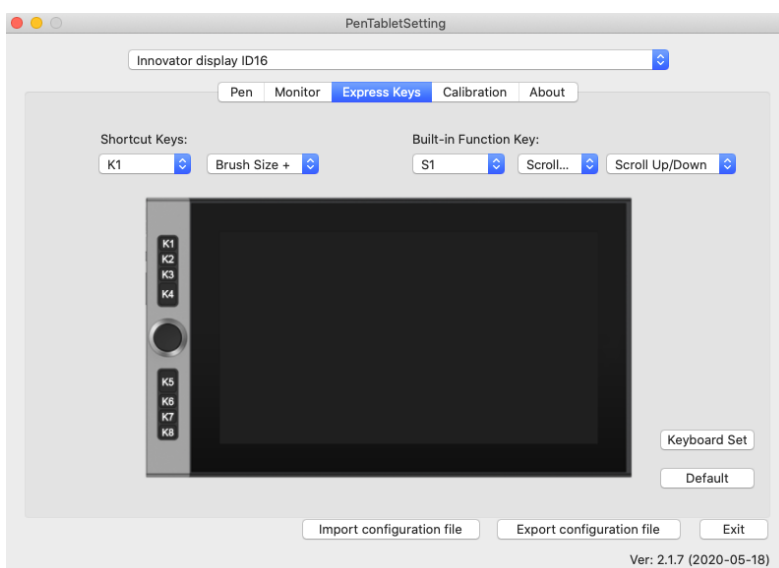 PenTabletSetting
Innovator display ID16
Pen Monitor Express Keys Calibration About
Shortcut Keys: Built-in Function Key:
K1 Brush Size + S1 Scroll... Scroll Up/Down
K1
K2
K3
K4
K5
K6
K7
K8
Keyboard Set
Default
Import configuration file Export configuration file Exit
Ver: 2.1.7 (2020-05-18)